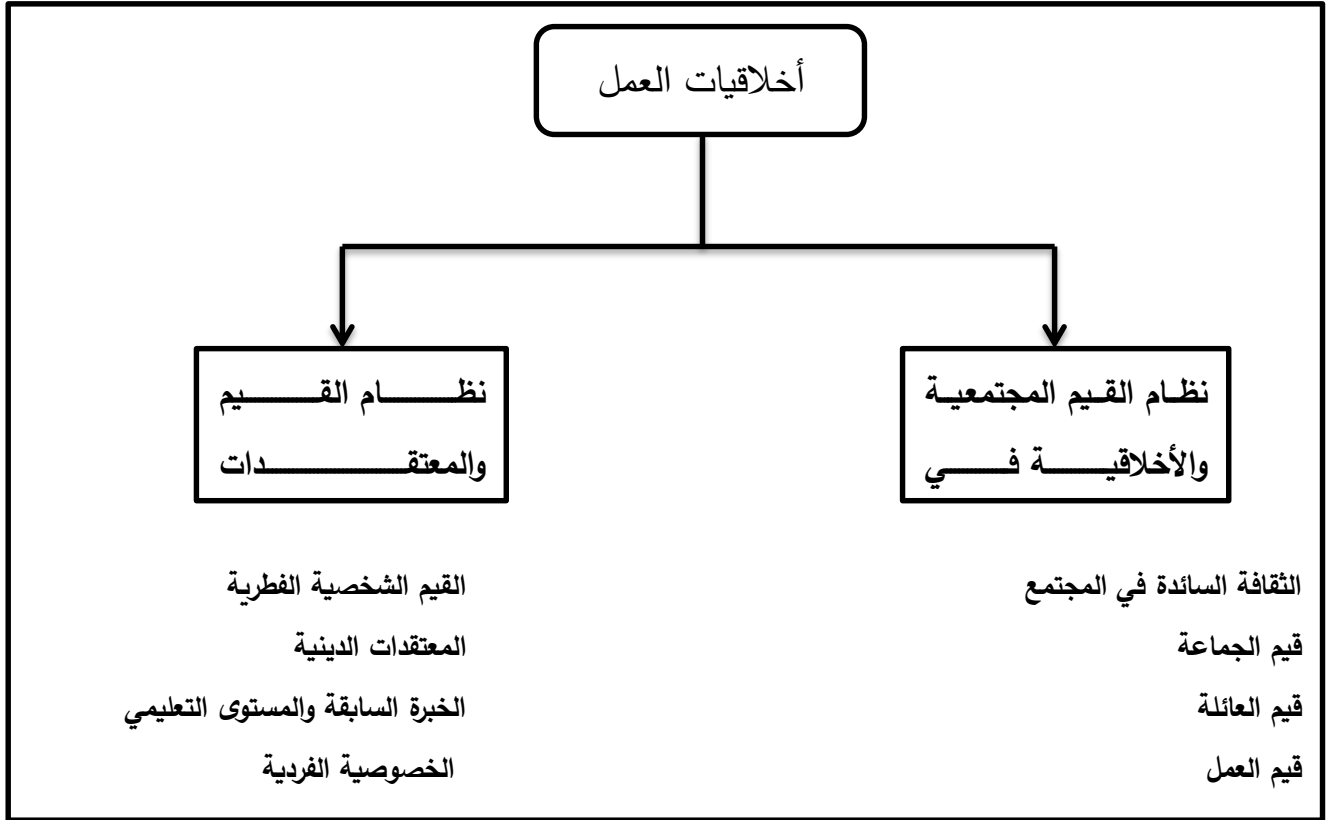 أخلاقيات العمل
نظام القيم المجتمعية
والأخلاقية في
الثقافة السائدة في المجتمع
قيم الجماعة
قيم العائلة
قيم العمل
نظام القيم
والمعتقدات
القيم الشخصية الفطرية
المعتقدات الدينية
الخبرة السابقة والمستوى التعليمي
الخصوصية الفردية